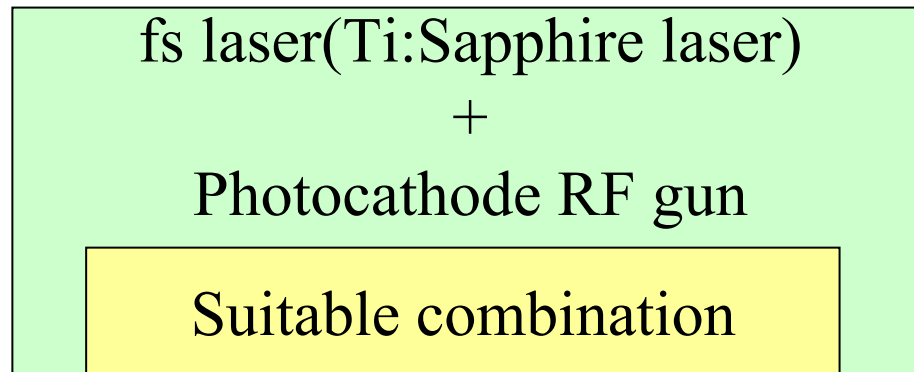 fs laser(Ti:Sapphire laser)
+
Photocathode RF gun
Suitable combination